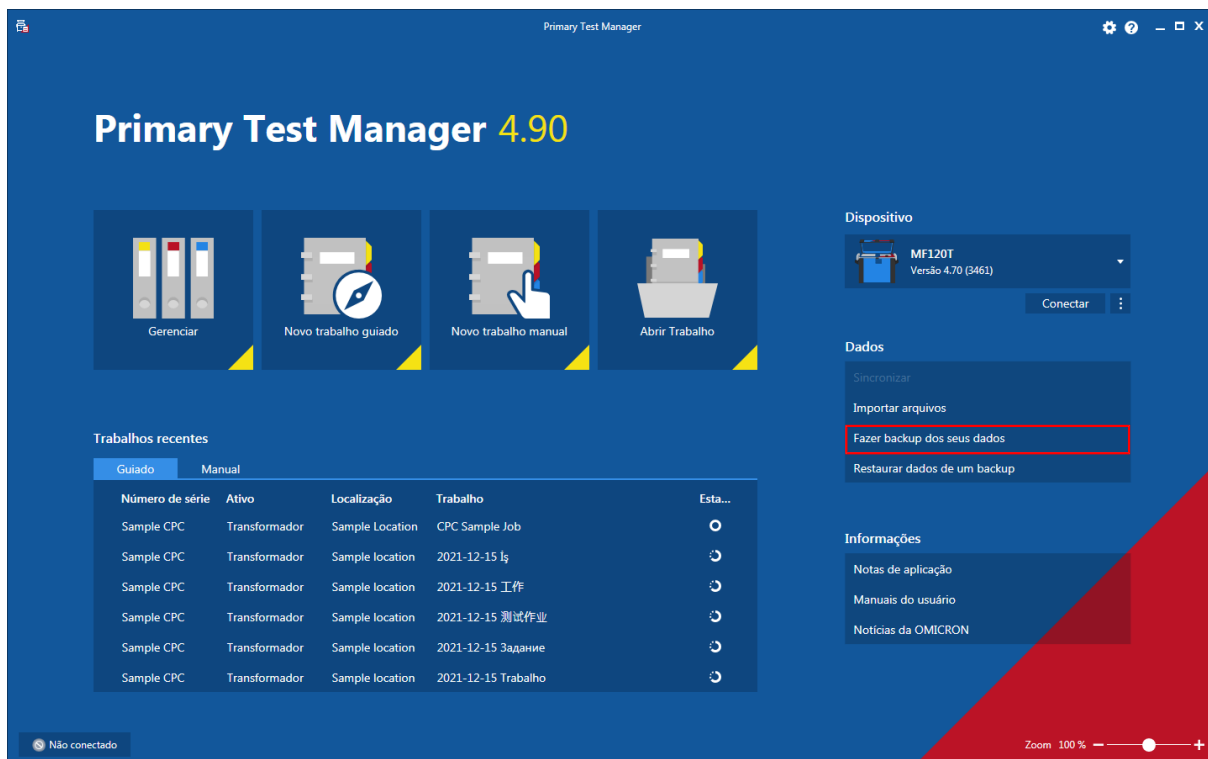 Primary Test Manager
Primary Test Manager 4.90
Gerenciar
Novo trabalho guiado
Novo trabalho manual
Abrir Trabalho
Dispositivo
MF120T
Versão 4.70 (3461)
Conectar
Dados
Sincronizar
Importar arquivos
Fazer backup dos seus dados
Restaurar dados de um backup
Informações
Notas de aplicação
Manuais do usuário
Notícias da OMICRON
Trabalhos recentes
Guiado Manual
Número de série Ativo Localização Trabalho Esta...
Sample CPC Transformador Sample Location CPC Sample Job
Sample CPC Transformador Sample location 2021-12-15 İş
Sample CPC Transformador Sample location 2021-12-15 工作
Sample CPC Transformador Sample location 2021-12-15 测试作业
Sample CPC Transformador Sample location 2021-12-15 Задание
Sample CPC Transformador Sample location 2021-12-15 Trabalho
Não conectado
Zoom 100 %